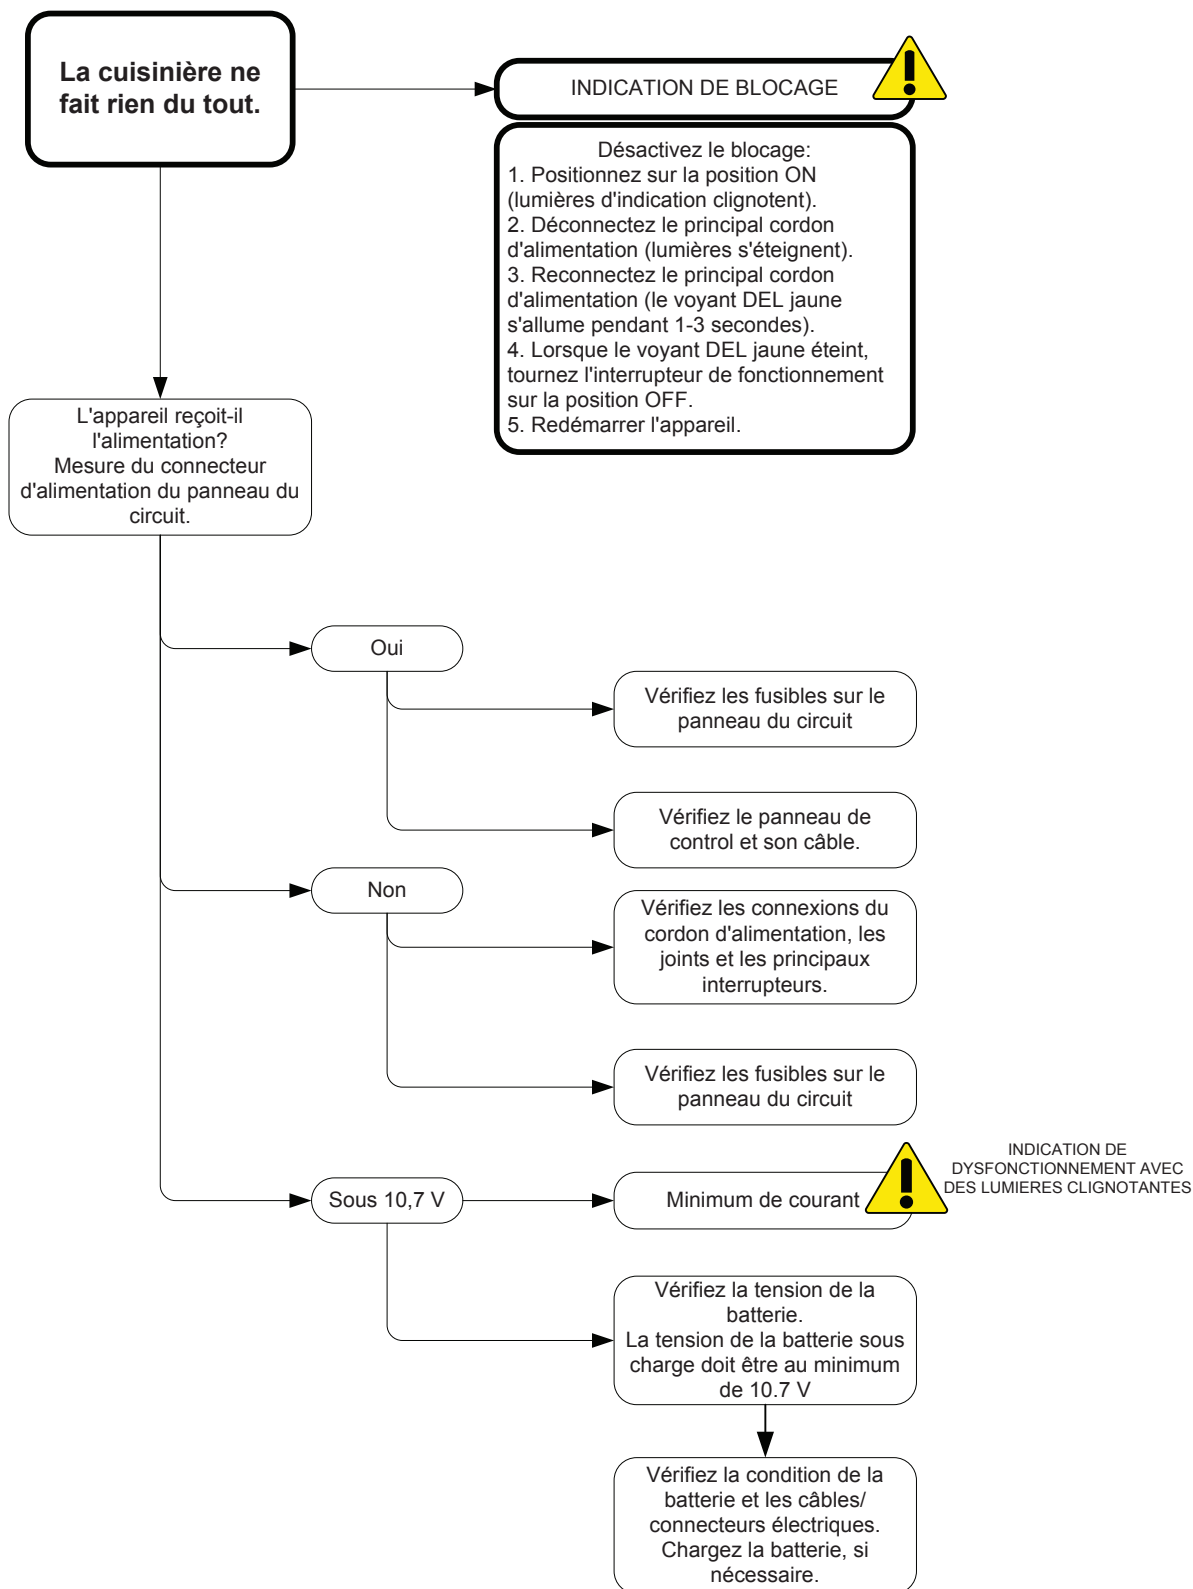 La cuisinière ne
fait rien du tout.
INDICATION DE BLOCAGE
Désactivez le blocage:
1. Positionnez sur la position ON
(lumières d'indication clignotent).
2. Déconnectez le principal cordon
d'alimentation (lumières s'éteignent).
3. Reconnectez le principal cordon
d'alimentation (le voyant DEL jaune
s'allume pendant 1-3 secondes).
4. Lorsque le voyant DEL jaune éteint,
tournez l'interrupteur de fonctionnement
sur la position OFF.
5. Redémarrer l'appareil.
L'appareil reçoit-il
l'alimentation?
Mesure du connecteur
d'alimentation du panneau du
circuit.
Oui
Vérifiez les fusibles sur le
panneau du circuit
Vérifiez le panneau de
control et son câble.
Non
Vérifiez les connexions du
cordon d'alimentation, les
joints et les principaux
interrupteurs.
Vérifiez les fusibles sur le
panneau du circuit
Sous 10,7 V
Minimum de courant
INDICATION DE
DYSFONCTIONNEMENT AVEC
DES LUMIERES CLIGNOTANTES
Vérifiez la tension de la
batterie.
La tension de la batterie sous
charge doit être au minimum
de 10.7 V
Vérifiez la condition de la
batterie et les câbles/
connecteurs électriques.
Chargez la batterie, si
nécessaire.